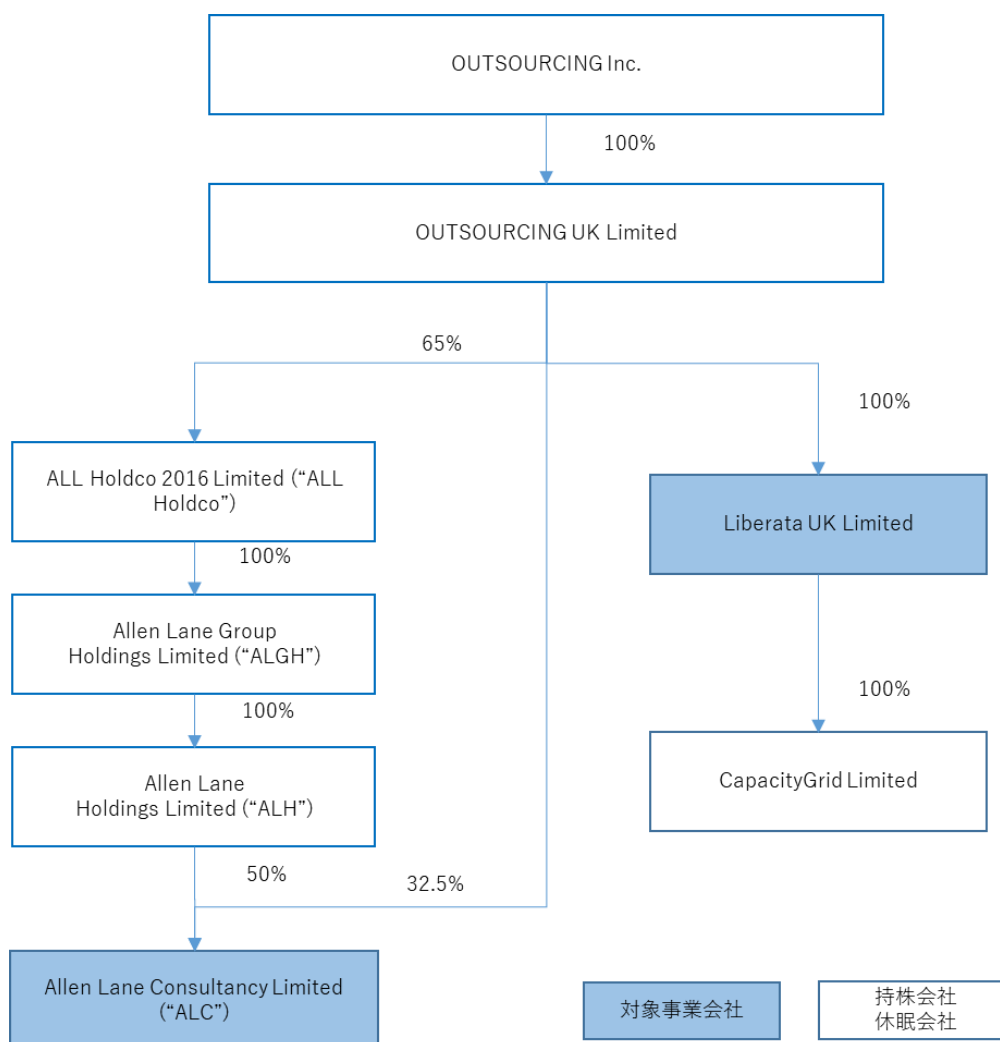 OUTSOURCING Inc.
100%
OUTSOURCING UK Limited
65%
100%
ALL Holdco 2016 Limited (“ALL
Holdco”)
Liberata UK Limited
100%
Allen Lane Group
Holdings Limited (“ALGH”)
100%
100%
Allen Lane
Holdings Limited (“ALH”)
CapacityGrid Limited
50%
32.5%
Allen Lane Consultancy Limited
(“ALC”)
対象事業会社
持株会社
休眠会社